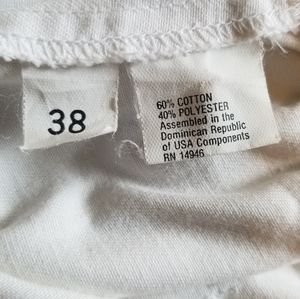 38
60% COTTON
40% POLYESTER
Assembled in the
Dominican Republic
of USA Components
RN 14946